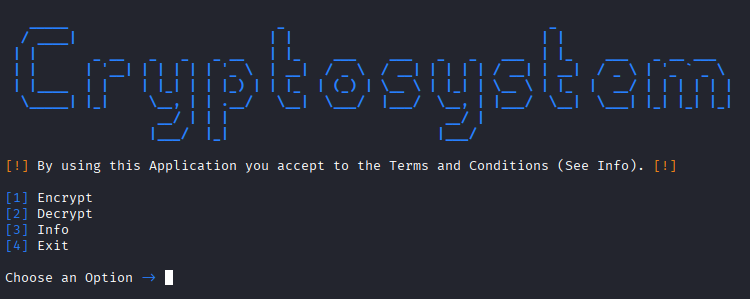 Cryptosystem
[!] By using this Application you accept to the Terms and Conditions (See Info). [!]
[1] Encrypt
[2] Decrypt
[3] Info
[4] Exit
Choose an Option →